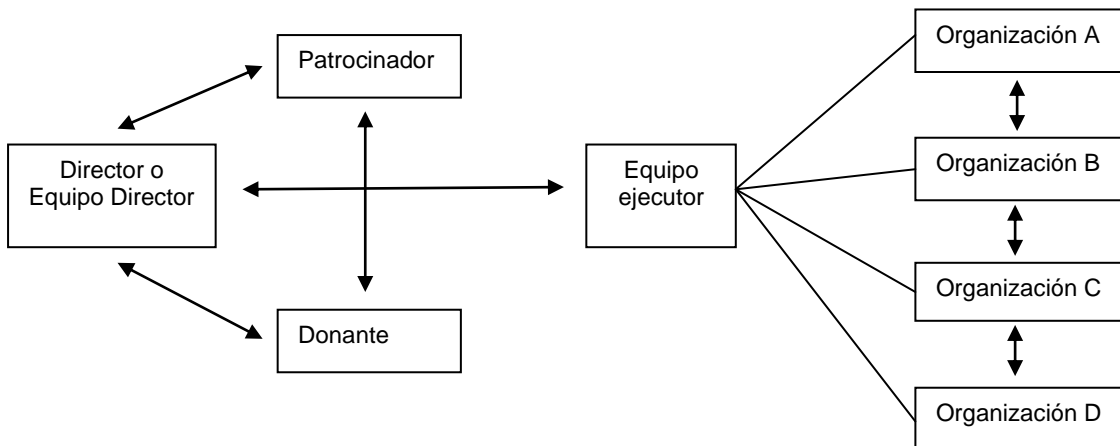 Patrocinador
Director o
Equipo Director
Donante
Equipo
ejecutor
Organización A
Organización B
Organización C
Organización D